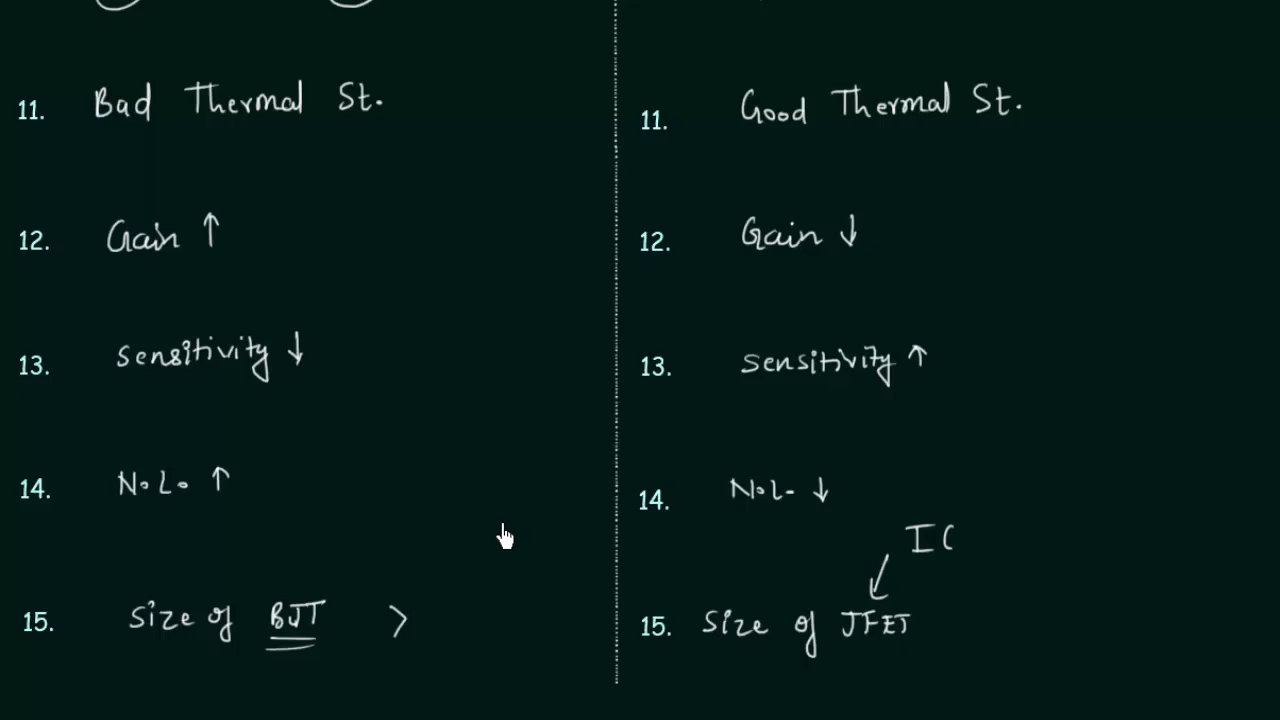 11. Bad Thermal St.
11. Good Thermal St.
12. Gain ↑
12. Gain ↓
13. Sensitivity ↓
13. Sensitivity ↑
14. N.L. ↑
14. N.L. ↓
IC
15. Size of BJT >
15. Size of JFET